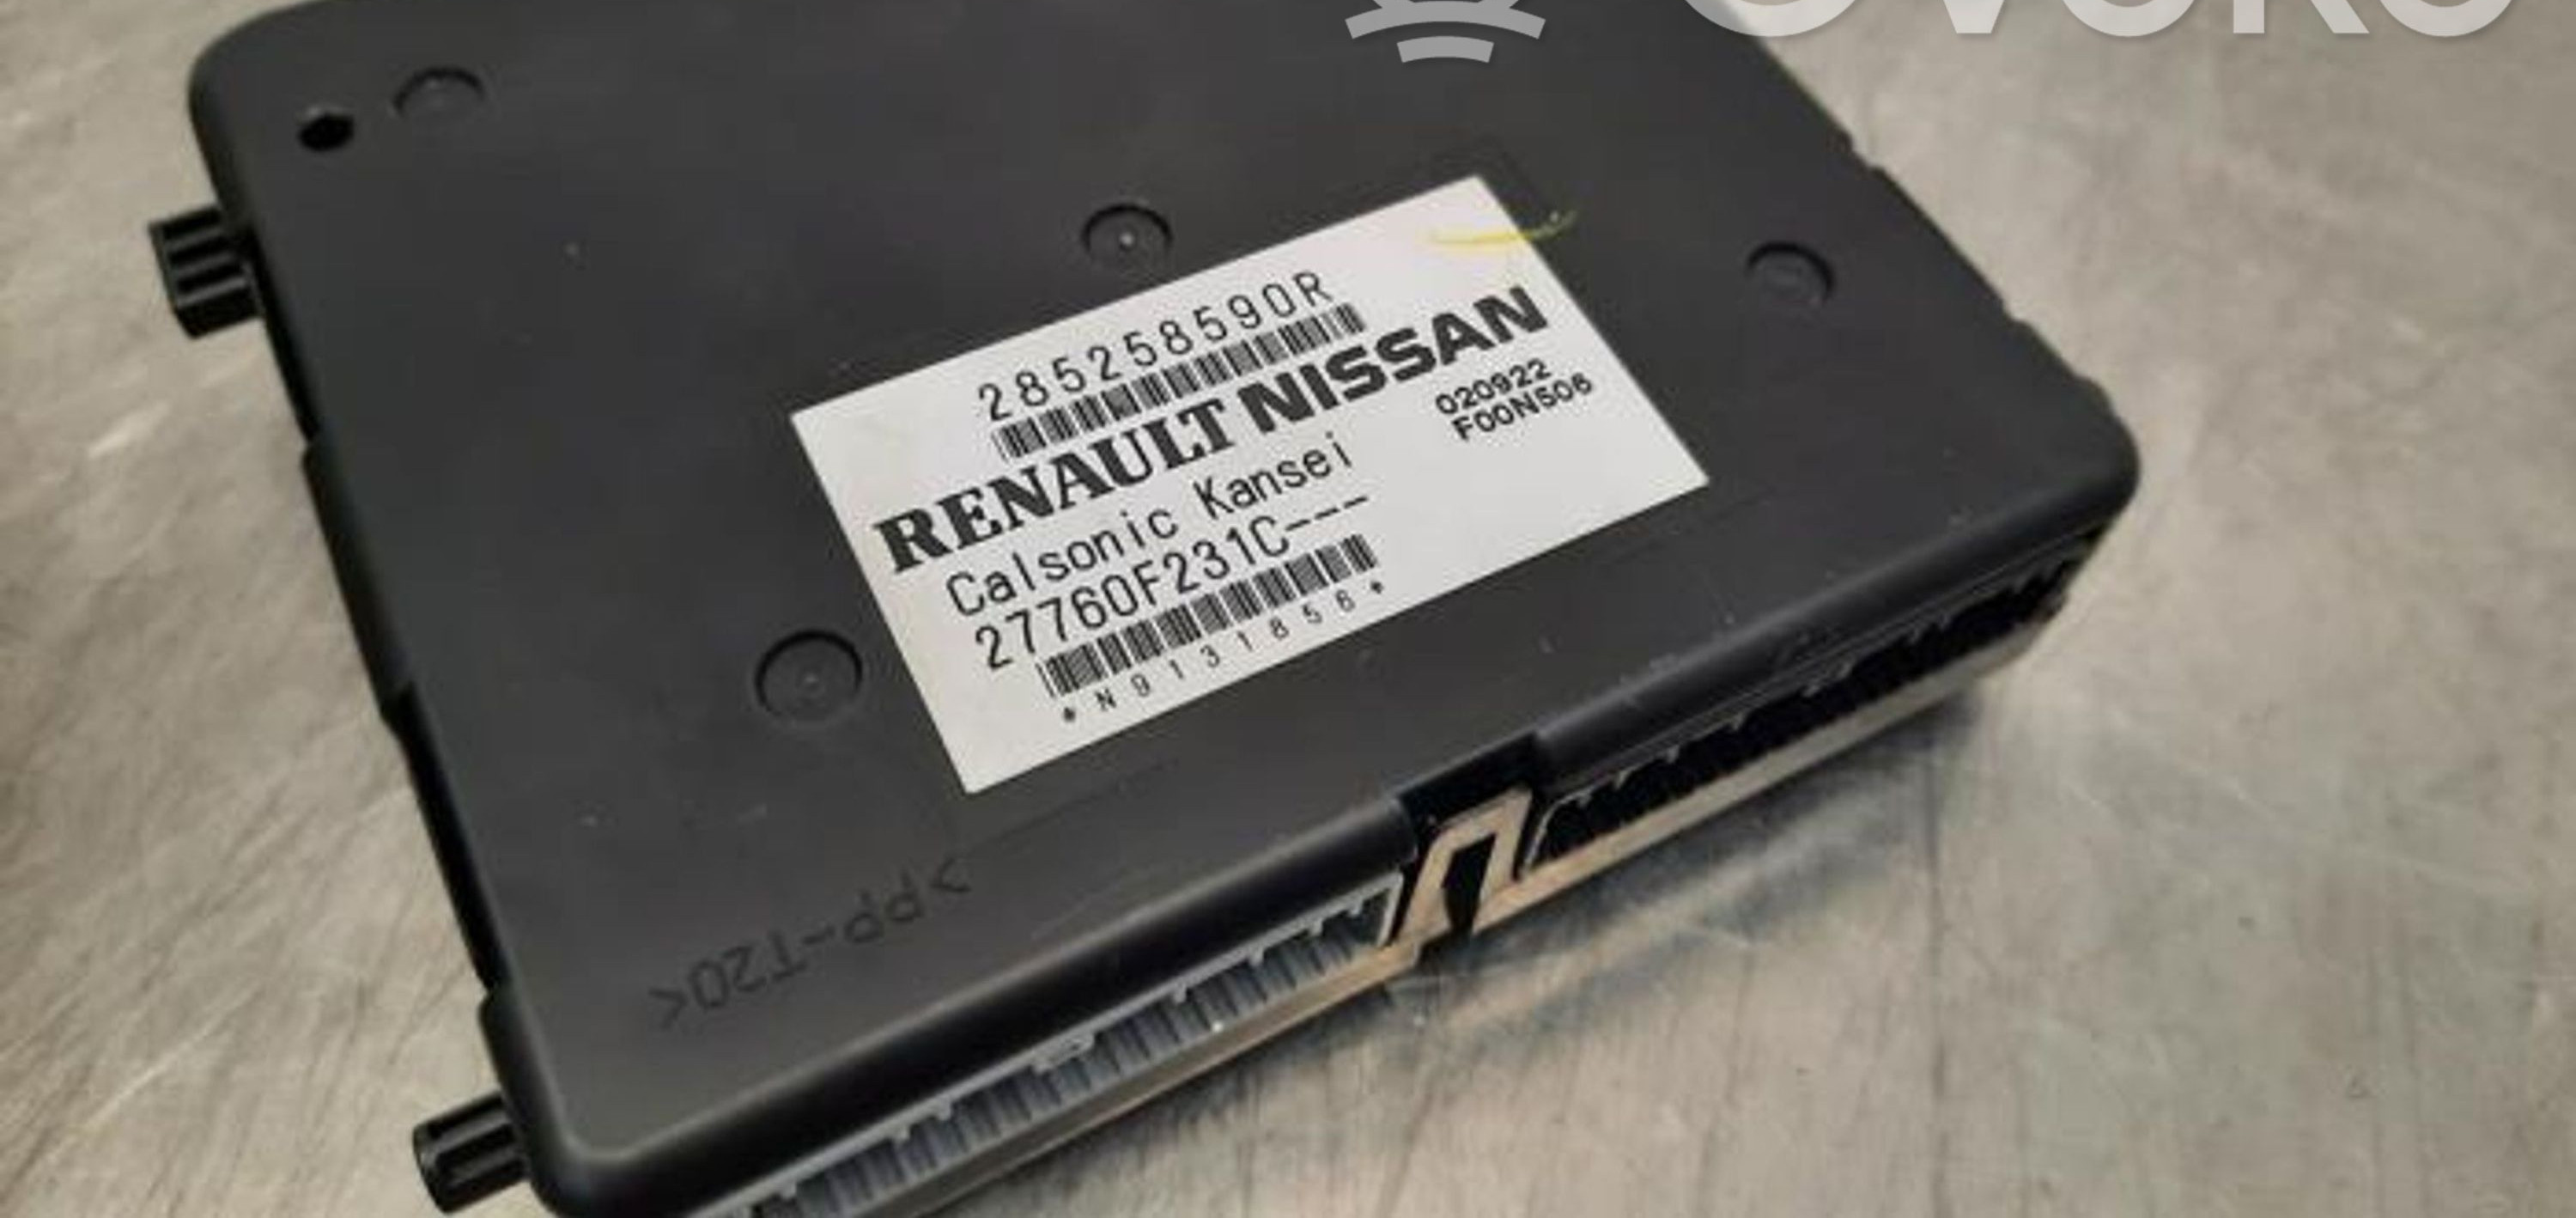 285258590R
RENAULT NISSAN
020922
F00N506
Calsonic Kansei
27760F231C---
*N9131856*
>PP-T20<